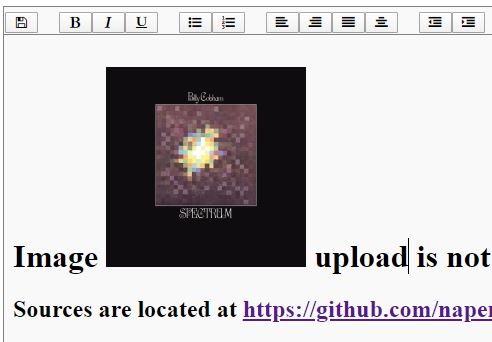 B I U
Billy Cobham
SPECTRUM
Image upload is not
Sources are located at https://github.com/naper